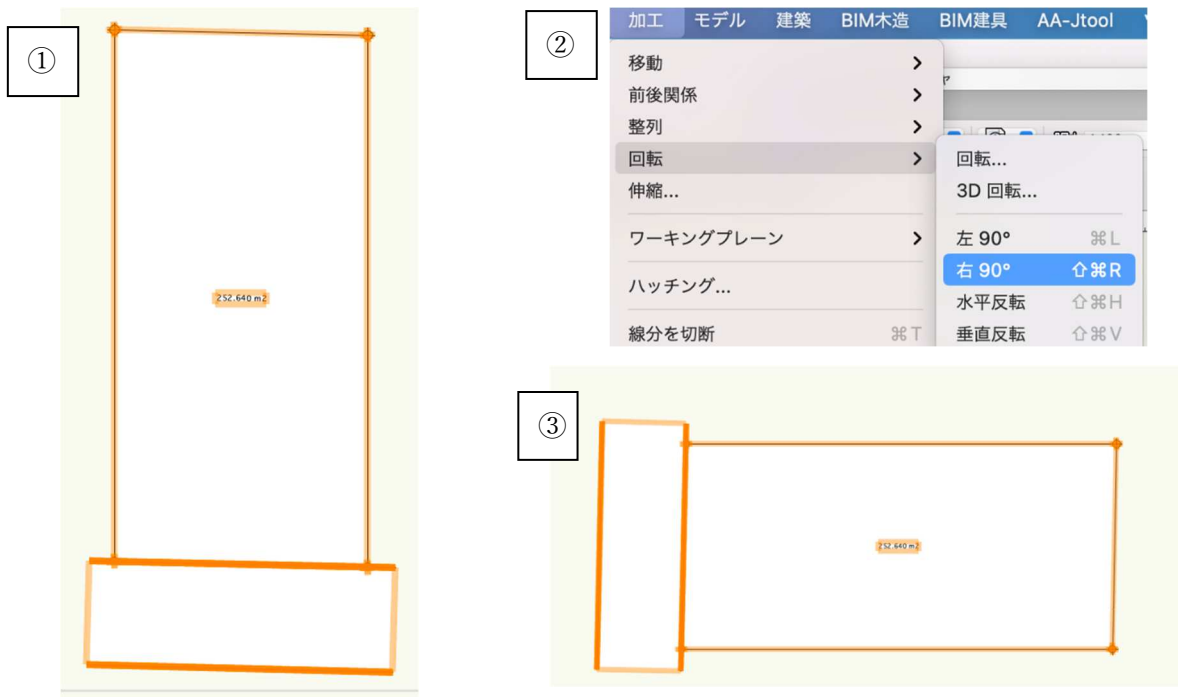 ①
252.640 m2
②
加工 モデル 建築 BIM木造 BIM建具 AA-Jtool
移動
前後関係
整列
回転
伸縮...
ワーキングプレーン
ハッチング...
線分を切断 ⌘T
回転...
3D 回転...
左 90° ⌘L
右 90° ⇧⌘R
水平反転 ⇧⌘H
垂直反転 ⇧⌘V
③
252.640 m2